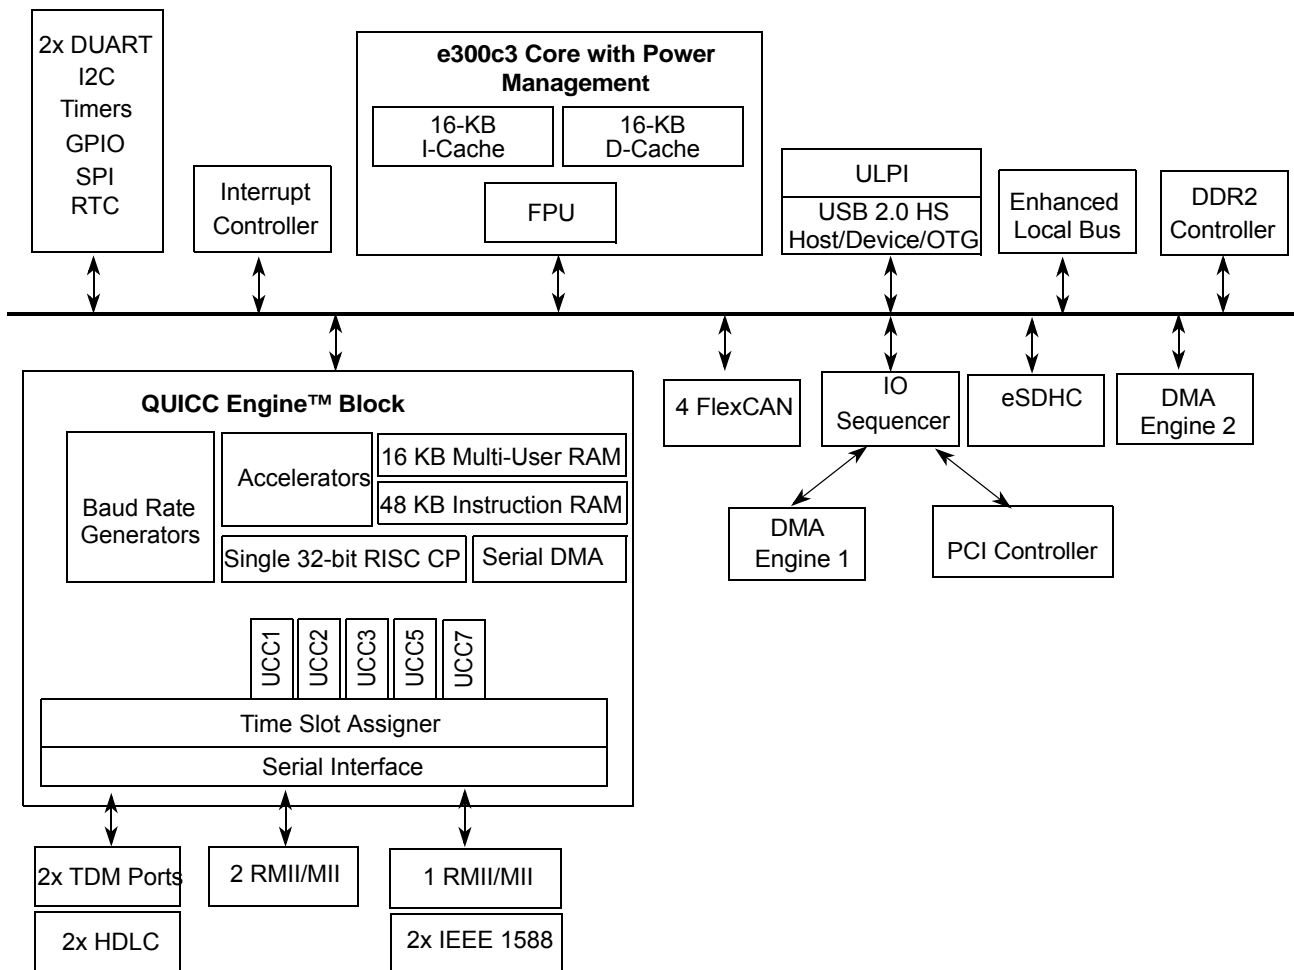 2x DUART
I2C
Timers
GPIO
SPI
RTC
Interrupt
Controller
e300c3 Core with Power
Management
16-KB
I-Cache
16-KB
D-Cache
FPU
ULPI
USB 2.0 HS
Host/Device/OTG
Enhanced
Local Bus
DDR2
Controller
QUICC Engine™ Block
Baud Rate
Generators
Accelerators
16 KB Multi-User RAM
48 KB Instruction RAM
Single 32-bit RISC CP
Serial DMA
UCC1
UCC2
UCC3
UCC5
UCC7
Time Slot Assigner
Serial Interface
4 FlexCAN
IO
Sequencer
eSDHC
DMA
Engine 2
DMA
Engine 1
PCI Controller
2x TDM Ports
2x HDLC
2 RMII/MII
1 RMII/MII
2x IEEE 1588